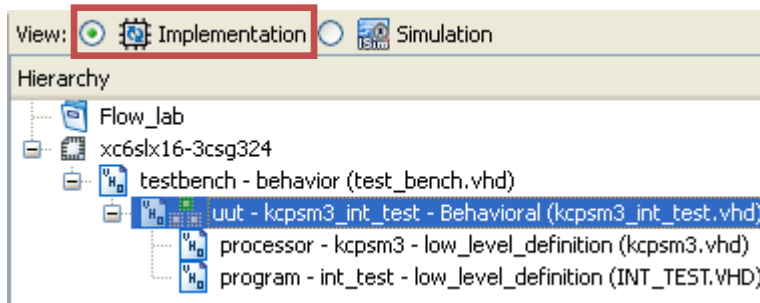 View: Implementation Simulation
Hierarchy
Flow_lab
xc6slx16-3csg324
testbench - behavior (test_bench.vhd)
uut - kcpsm3_int_test - Behavioral (kcpsm3_int_test.vhd)
processor - kcpsm3 - low_level_definition (kcpsm3.vhd)
program - int_test - low_level_definition (INT_TEST.VHD)